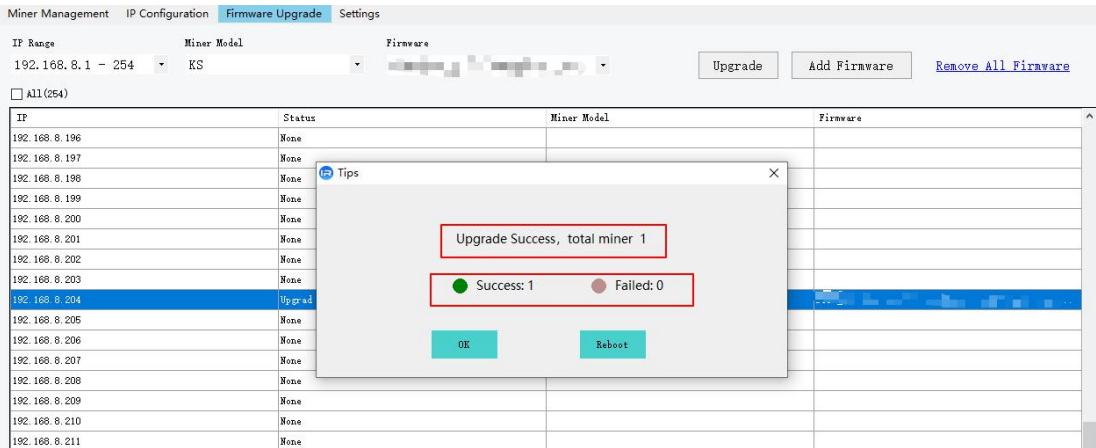 Miner Management IP Configuration Firmware Upgrade Settings
IP Range Miner Model Firmware
192.168.8.1 - 254 KS Upgrade Add Firmware Remove All Firmware
All(254)
IP Status Miner Model Firmware
192.168.8.196 None
192.168.8.197 None
192.168.8.198 None
192.168.8.199 None
192.168.8.200 None
192.168.8.201 None
192.168.8.202 None
192.168.8.203 None
192.168.8.204 Upgrad
192.168.8.205 None
192.168.8.206 None
192.168.8.207 None
192.168.8.208 None
192.168.8.209 None
192.168.8.210 None
192.168.8.211 None
Tips
Upgrade Success, total miner 1
Success: 1 Failed: 0
OK Reboot